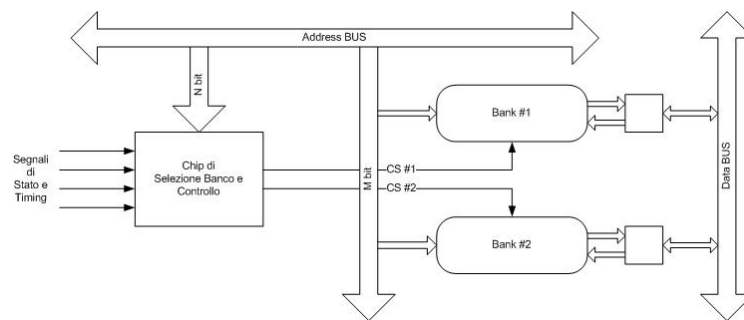 Address BUS
N bit
Segnali
di
Stato e
Timing
Chip di
Selezione Banco e
Controllo
M bit
CS #1
CS #2
Bank #1
Bank #2
Data BUS